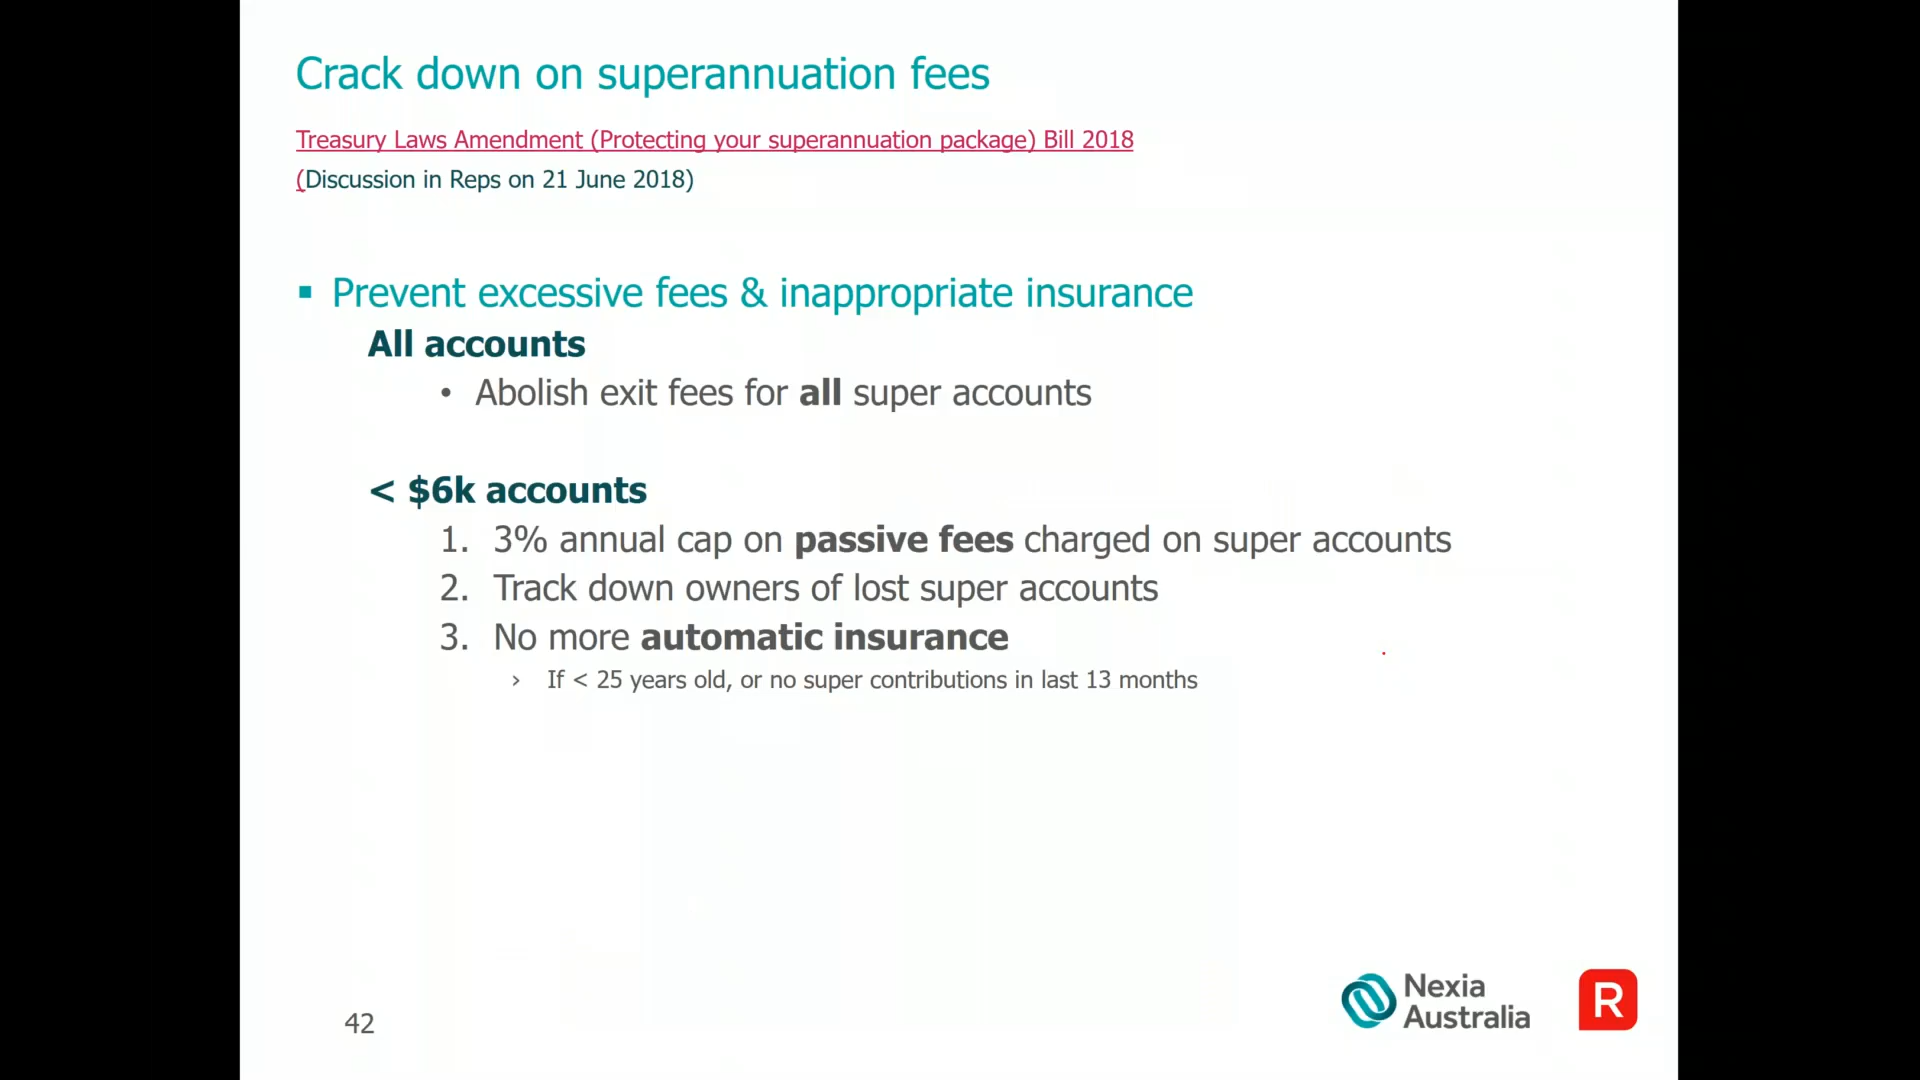 Crack down on superannuation fees
Treasury Laws Amendment (Protecting your superannuation package) Bill 2018
(Discussion in Reps on 21 June 2018)
▪ Prevent excessive fees & inappropriate insurance
All accounts
• Abolish exit fees for all super accounts
< $6k accounts
1. 3% annual cap on passive fees charged on super accounts
2. Track down owners of lost super accounts
3. No more automatic insurance
› If < 25 years old, or no super contributions in last 13 months
42
Nexia
Australia
R